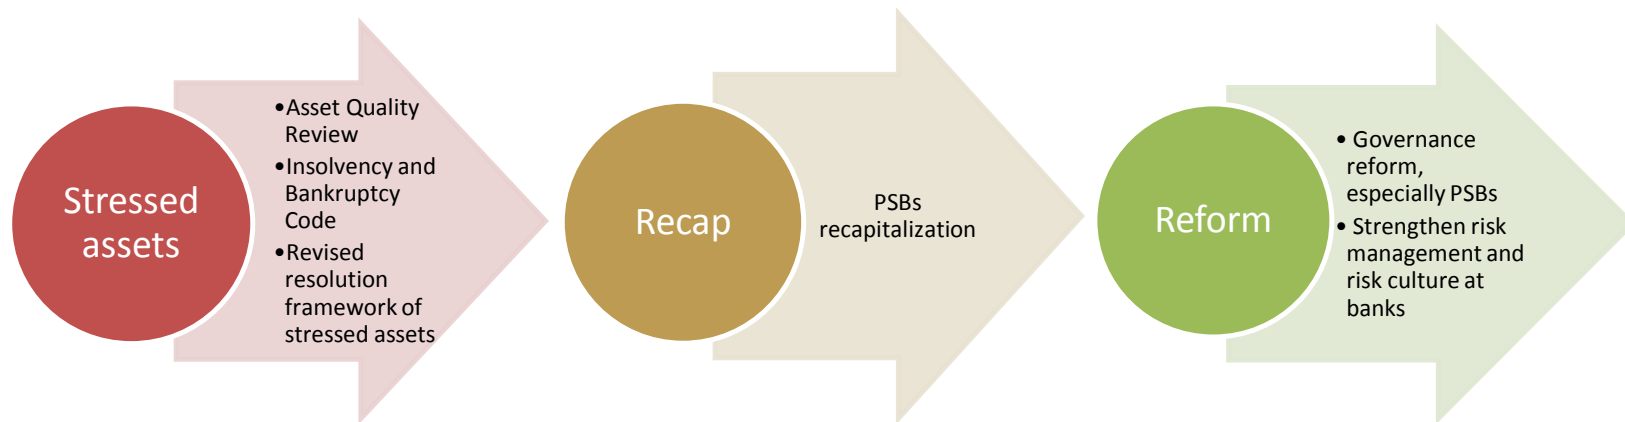 Stressed
assets
•Asset Quality
Review
•Insolvency and
Bankruptcy
Code
•Revised
resolution
framework of
stressed assets
Recap
PSBs
recapitalization
Reform
• Governance
reform,
especially PSBs
• Strengthen risk
management and
risk culture at
banks